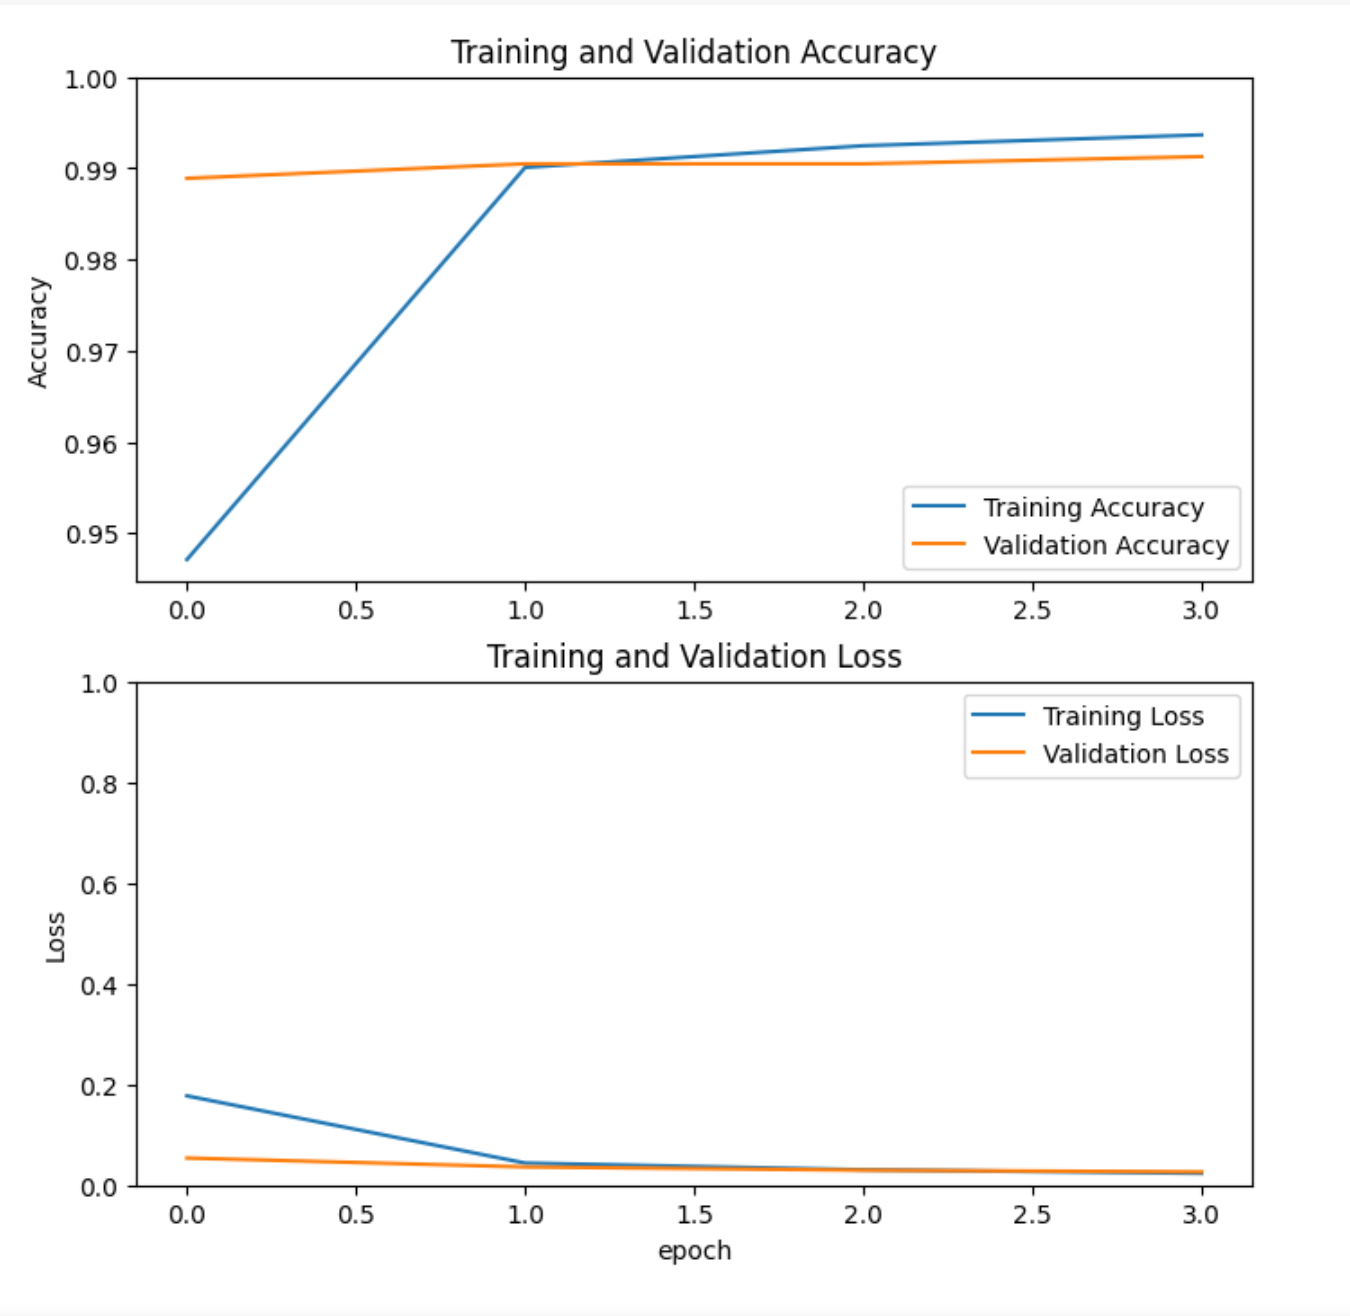 Training and Validation Accuracy
1.00
0.99
0.98
0.97
0.96
0.95
Accuracy
Training Accuracy
Validation Accuracy
0.0 0.5 1.0 1.5 2.0 2.5 3.0
Training and Validation Loss
1.0
0.8
0.6
0.4
0.2
0.0
Loss
Training Loss
Validation Loss
0.0 0.5 1.0 1.5 2.0 2.5 3.0
epoch